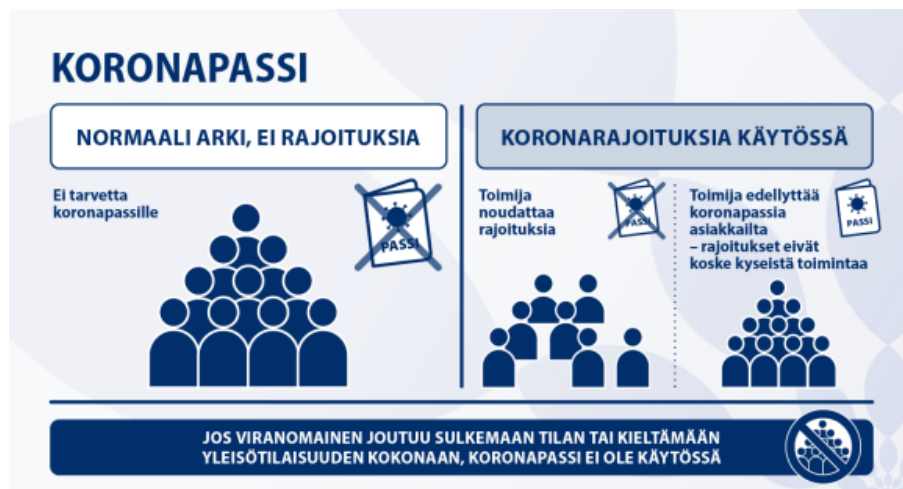 KORONAPASSI
NORMAALI ARKI, EI RAJOITUKSIA
Ei tarvetta
koronapassille
PASSI
KORONARAJOITUKSIA KÄYTÖSSÄ
Toimija
noudattaa
rajoituksia
PASSI
Toimija edellyttää
koronapassia
asiakkailta
– rajoitukset eivät
koske kyseistä toimintaa
PASSI
JOS VIRANOMAINEN JOUTUU SULKEMAAN TILAN TAI KIELTÄMÄÄN
YLEISÖTILAISUUDEN KOKONAAN, KORONAPASSI EI OLE KÄYTÖSSÄ